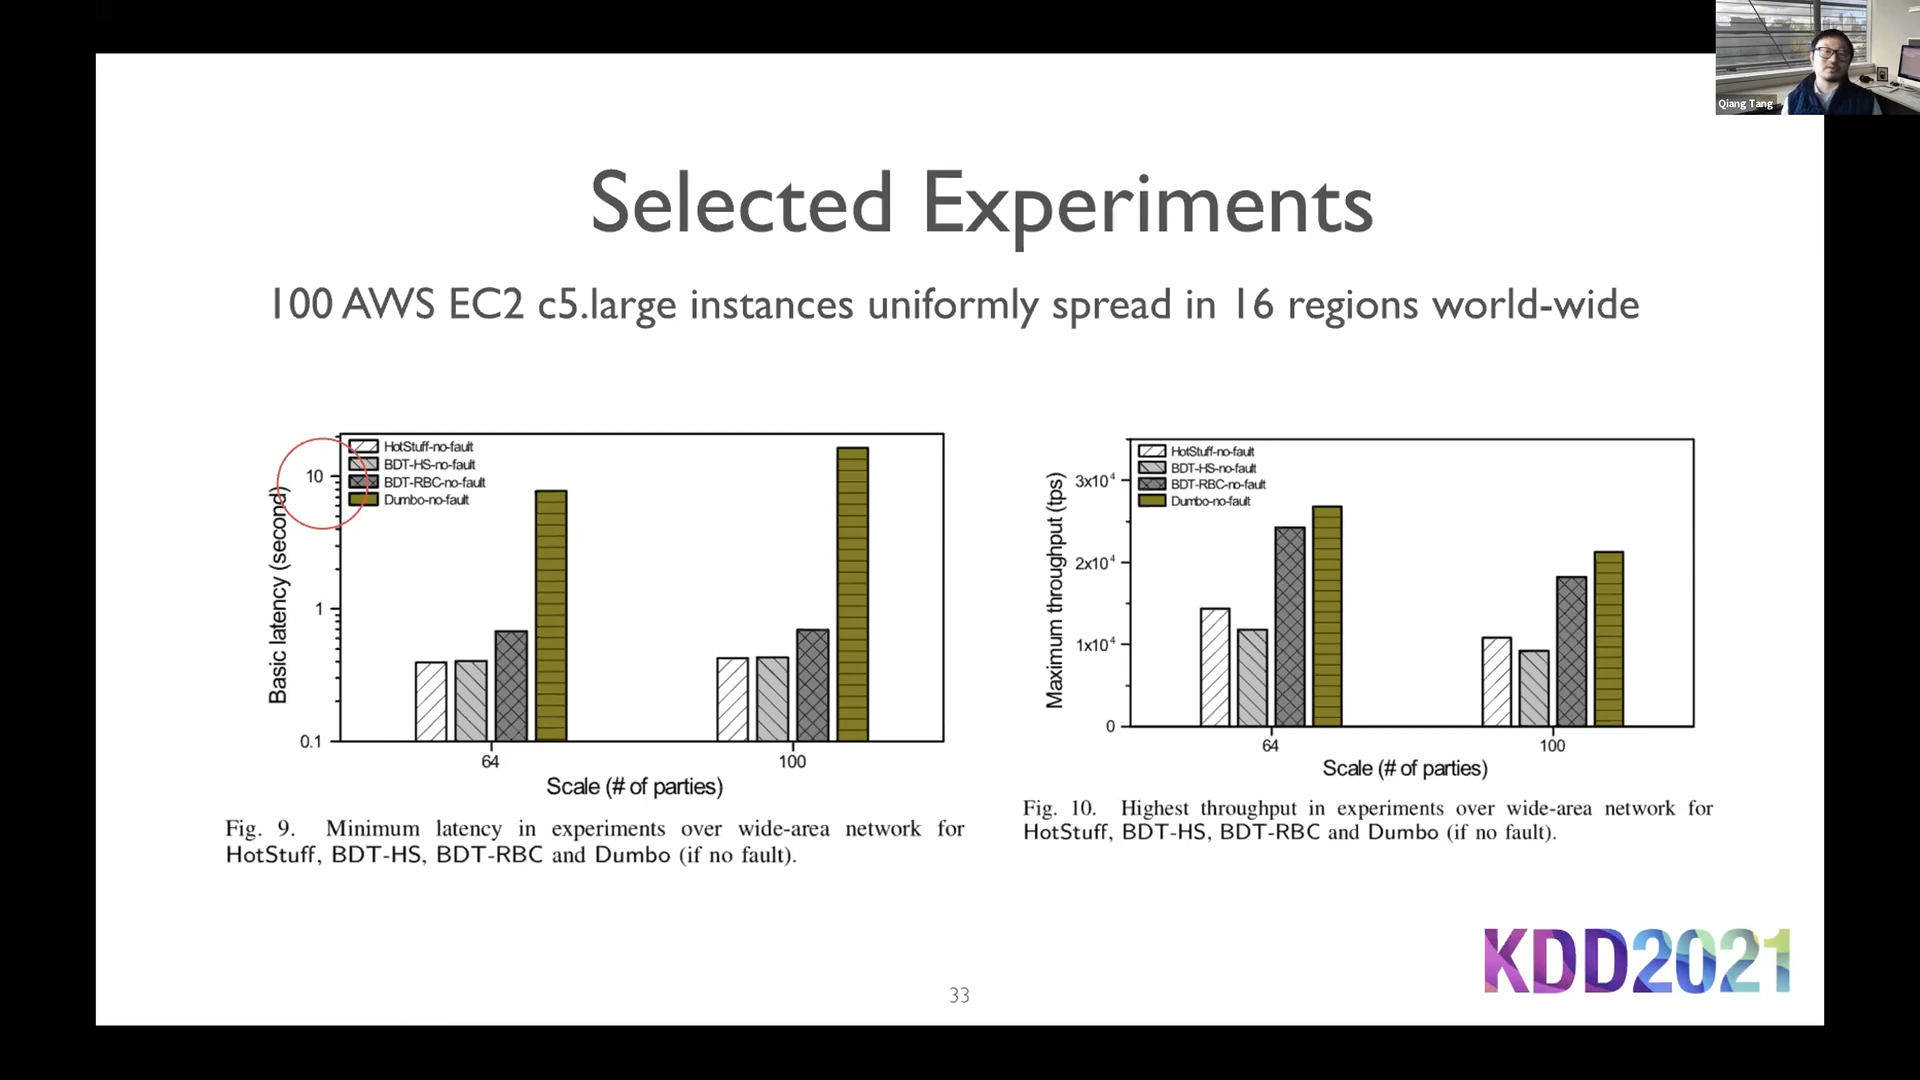 Qiang Tang
Selected Experiments
100 AWS EC2 c5.large instances uniformly spread in 16 regions world-wide
HotStuff-no-fault
BDT-HS-no-fault
BDT-RBC-no-fault
Dumbo-no-fault
Basic latency (second)
10
1
0.1
64
100
Scale (# of parties)
Fig. 9. Minimum latency in experiments over wide-area network for
HotStuff, BDT-HS, BDT-RBC and Dumbo (if no fault).
HotStuff-no-fault
BDT-HS-no-fault
BDT-RBC-no-fault
Dumbo-no-fault
Maximum throughput (tps)
3x10⁴
2x10⁴
1x10⁴
0
64
100
Scale (# of parties)
Fig. 10. Highest throughput in experiments over wide-area network for
HotStuff, BDT-HS, BDT-RBC and Dumbo (if no fault).
KDD2021
33